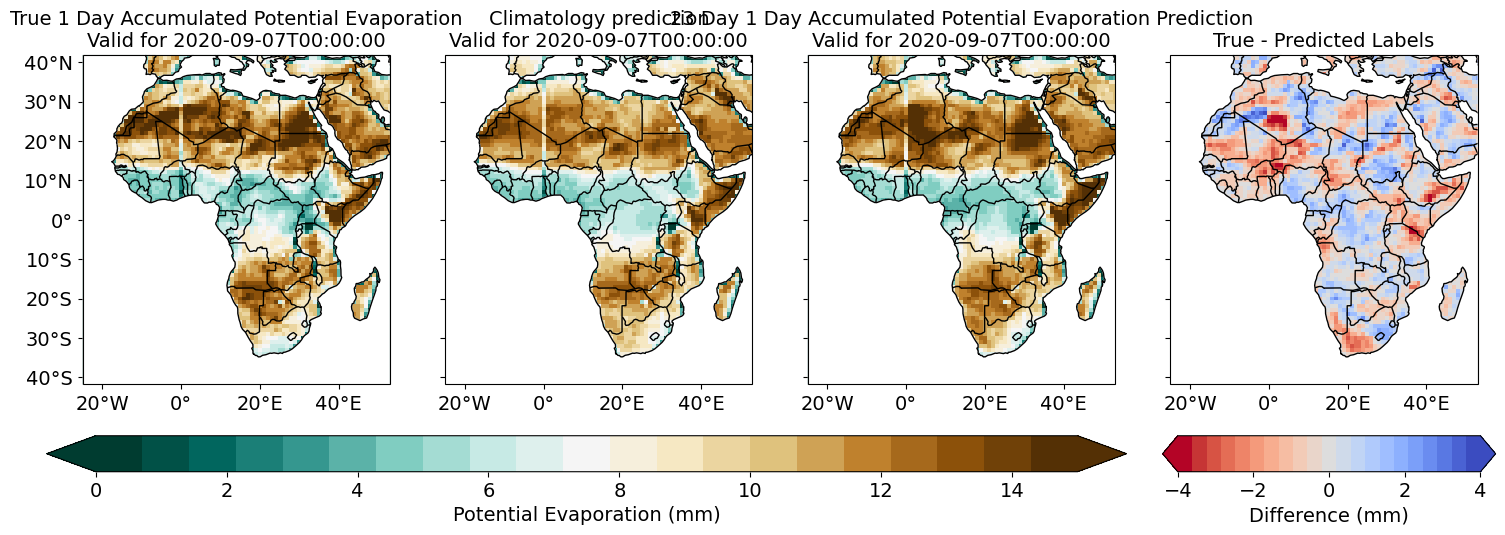 True 1 Day Accumulated Potential Evaporation
Valid for 2020-09-07T00:00:00
Climatology prediction
Valid for 2020-09-07T00:00:00
23 Day 1 Day Accumulated Potential Evaporation Prediction
Valid for 2020-09-07T00:00:00
True - Predicted Labels
40°N
30°N
20°N
10°N
0°
10°S
20°S
30°S
40°S
20°W 0° 20°E 40°E
20°W 0° 20°E 40°E
20°W 0° 20°E 40°E
20°W 0° 20°E 40°E
0 2 4 6 8 10 12 14
Potential Evaporation (mm)
−4 −2 0 2 4
Difference (mm)